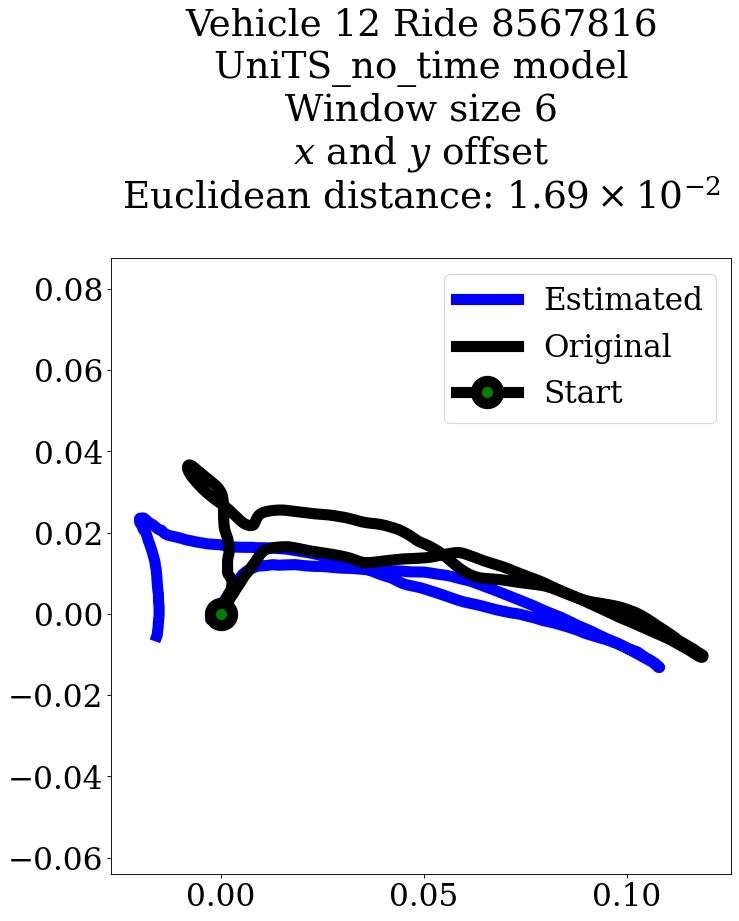 Vehicle 12 Ride 8567816
UniTS_no_time model
Window size 6
x and y offset
Euclidean distance: 1.69 × 10⁻²
Estimated
Original
Start
0.08
0.06
0.04
0.02
0.00
−0.02
−0.04
−0.06
0.00
0.05
0.10